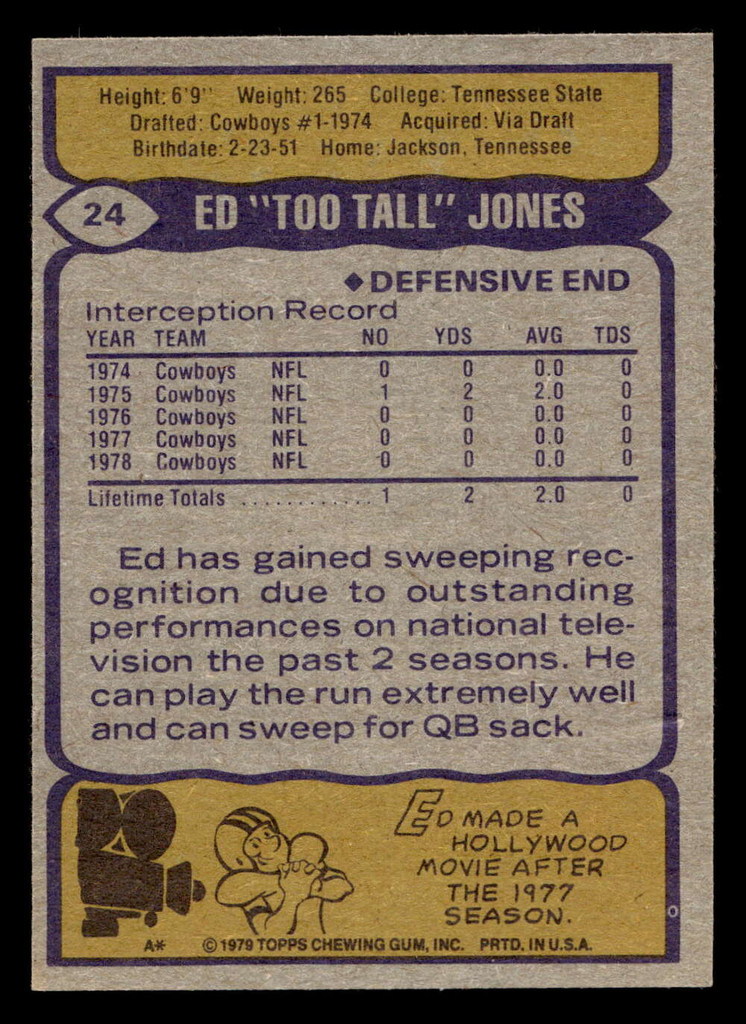 Height: 6'9" Weight: 265 College: Tennessee State
Drafted: Cowboys #1-1974 Acquired: Via Draft
Birthdate: 2-23-51 Home: Jackson, Tennessee
24 ED "TOO TALL" JONES
◆ DEFENSIVE END
Interception Record
YEAR TEAM NO YDS AVG TDS
1974 Cowboys NFL 0 0 0.0 0
1975 Cowboys NFL 1 2 2.0 0
1976 Cowboys NFL 0 0 0.0 0
1977 Cowboys NFL 0 0 0.0 0
1978 Cowboys NFL 0 0 0.0 0
Lifetime Totals ............ 1 2 2.0 0
Ed has gained sweeping rec-
ognition due to outstanding
performances on national tele-
vision the past 2 seasons. He
can play the run extremely well
and can sweep for QB sack.
ED MADE A
HOLLYWOOD
MOVIE AFTER
THE 1977
SEASON.
A* © 1979 TOPPS CHEWING GUM, INC. PRTD. IN U.S.A.